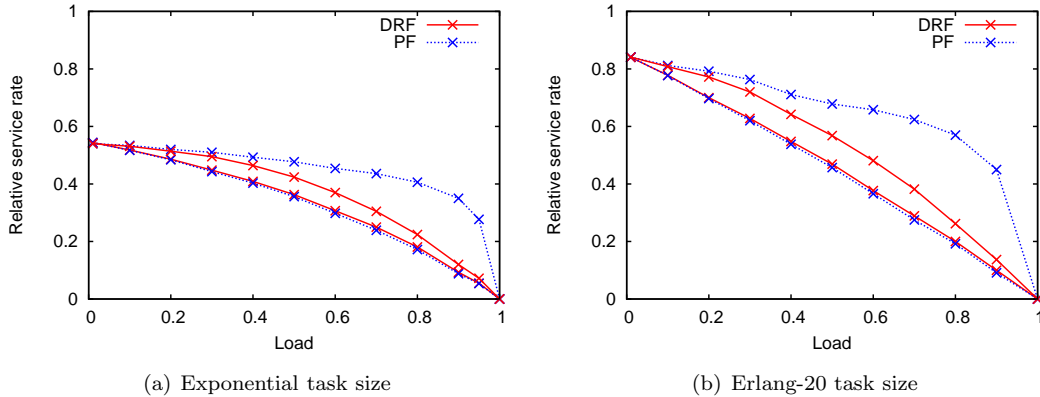 DRF
PF
Relative service rate
1
0.8
0.6
0.4
0.2
0
0 0.2 0.4 0.6 0.8 1
Load
(a) Exponential task size
DRF
PF
Relative service rate
1
0.8
0.6
0.4
0.2
0
0 0.2 0.4 0.6 0.8 1
Load
(b) Erlang-20 task size